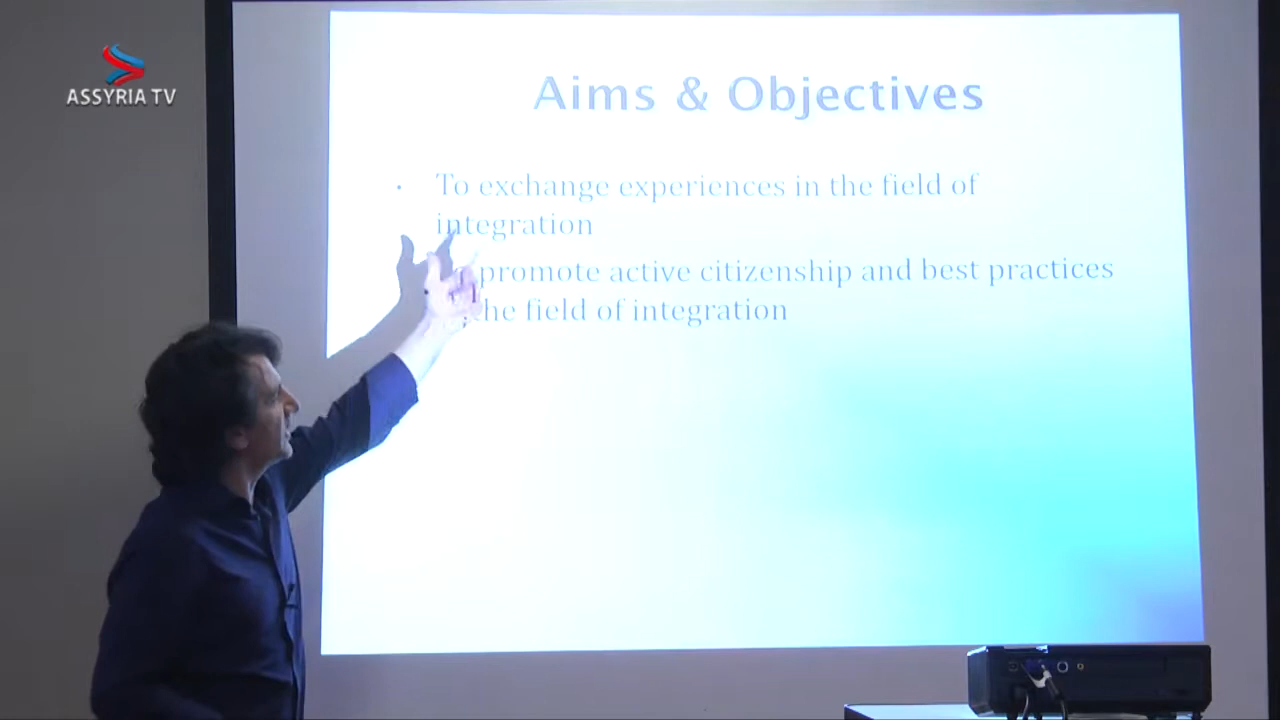 ASSYRIA TV
Aims & Objectives
• To exchange experiences in the field of
integration
promote active citizenship and best practices
the field of integration